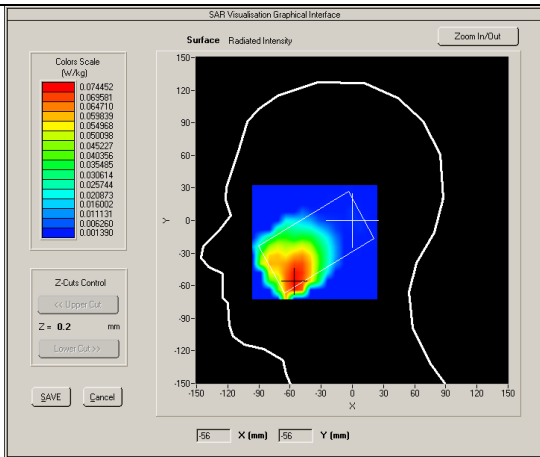 SAR Visualisation Graphical Interface
Surface Radiated Intensity
Zoom In/Out
Colors Scale
(W/kg)
0.074452
0.069581
0.064710
0.059839
0.054968
0.050098
0.045227
0.040356
0.035485
0.030614
0.025744
0.020873
0.016002
0.011131
0.006260
0.001390
Z-Cuts Control
<< Upper Cut
Z = 0.2 mm
Lower Cut >>
SAVE Cancel
150
120
90
60
30
0
-30
-60
-90
-120
-150
Y
-150 -120 -90 -60 -30 0 30 60 90 120 150
X
-56 X (mm) -56 Y (mm)